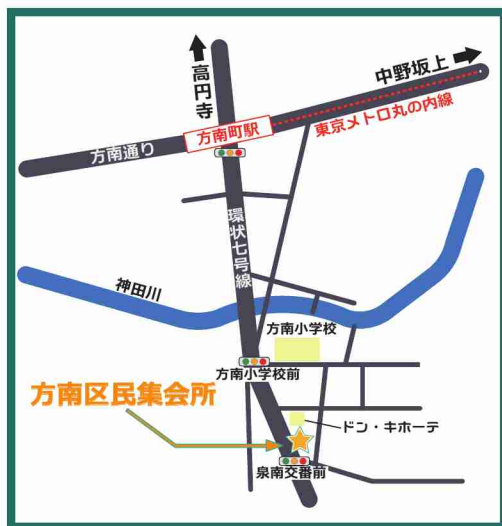 高円寺
中野坂上
東京メトロ丸の内線
方南町駅
方南通り
環状七号線
神田川
方南小学校
方南小学校前
方南区民集会所
ドン・キホーテ
泉南交番前